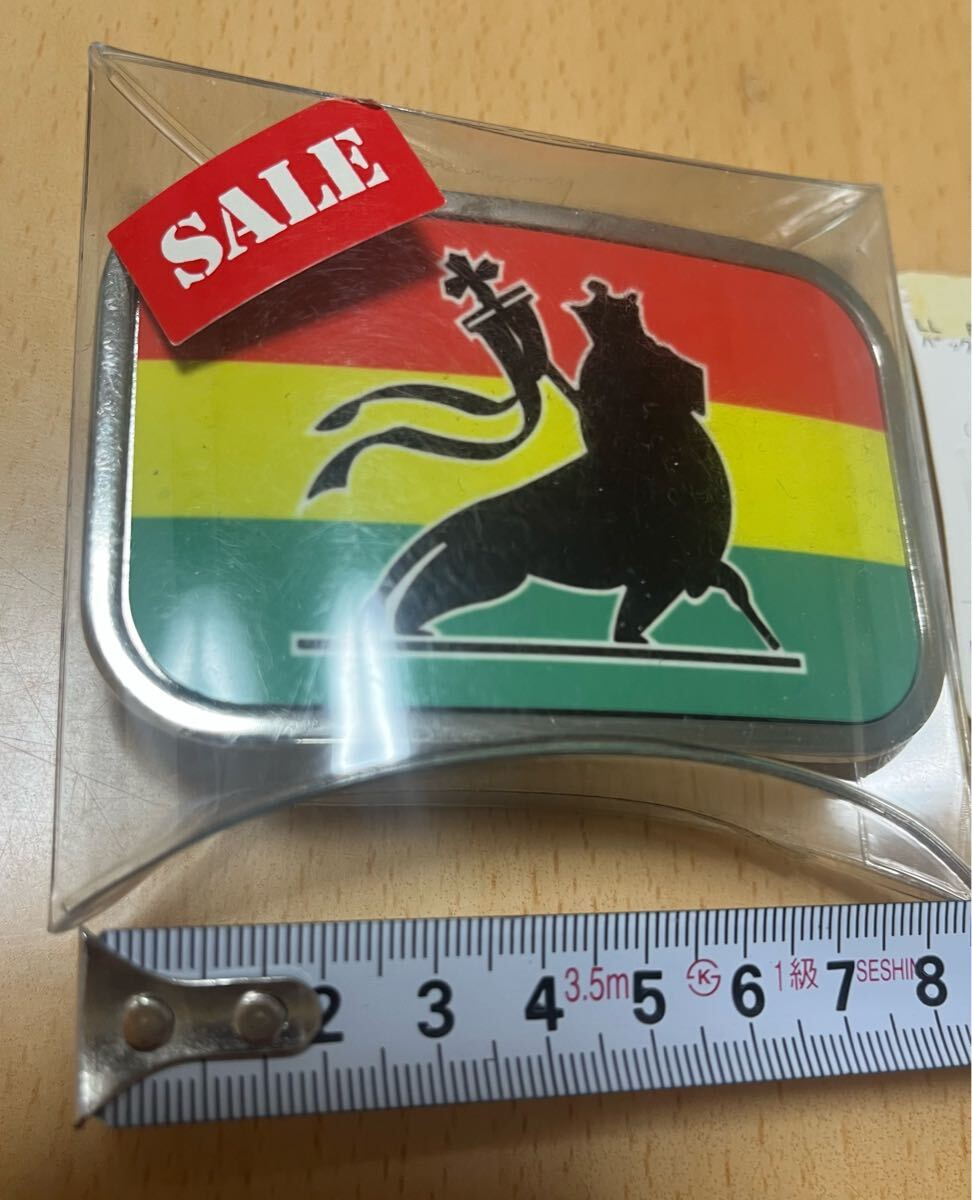 SALE
2 3 4 3.5m 5 K 6 1級 7 SESHIN 8